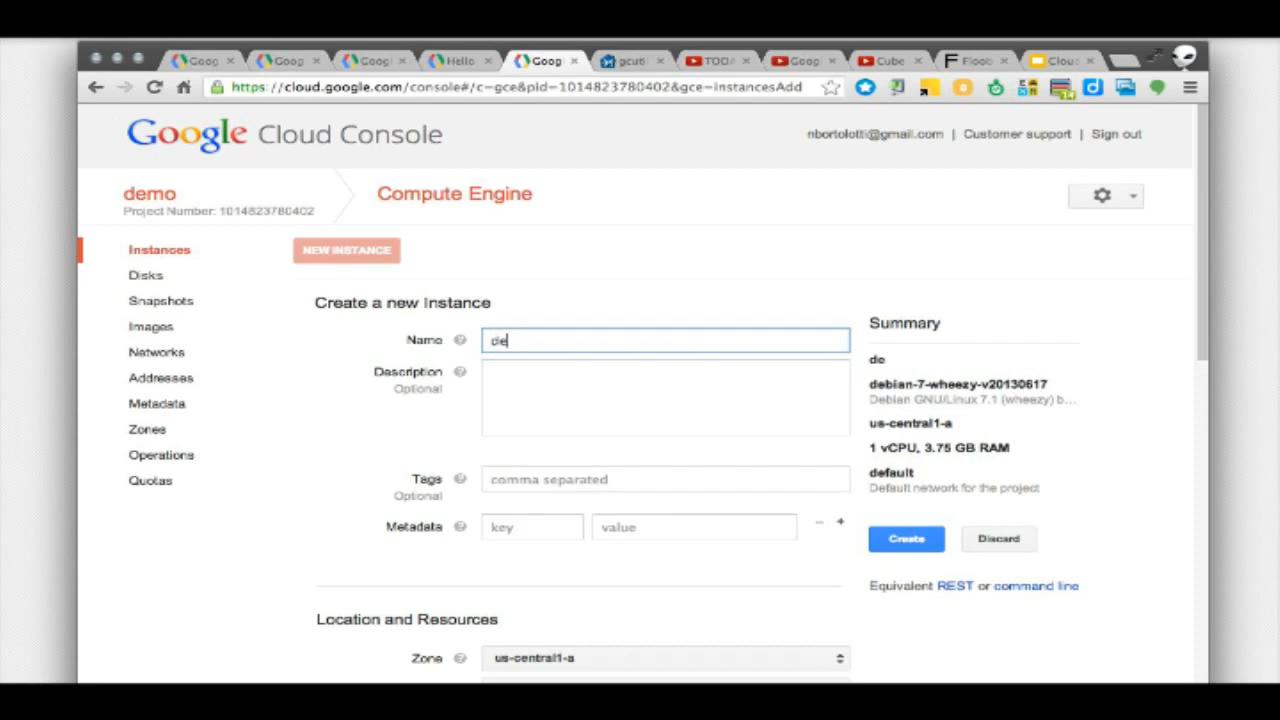 Goog Goog Goog Hello Goog gcuti TODA Goog Cube Floob Cloud
https://cloud.google.com/console#/c=gce&pid=1014823780402&gce=instancesAdd
Google Cloud Console
nbortolotti@gmail.com | Customer support | Sign out
demo
Project Number: 1014823780402
Compute Engine
Instances
Disks
Snapshots
Images
Networks
Addresses
Metadata
Zones
Operations
Quotas
NEW INSTANCE
Create a new Instance
Name
de
Description
Optional
Tags
Optional
comma separated
Metadata
key
value
Location and Resources
Zone
us-central1-a
Summary
de
debian-7-wheezy-v20130617
Debian GNU/Linux 7.1 (wheezy) b...
us-central1-a
1 vCPU, 3.75 GB RAM
default
Default network for the project
Create
Discard
Equivalent REST or command line